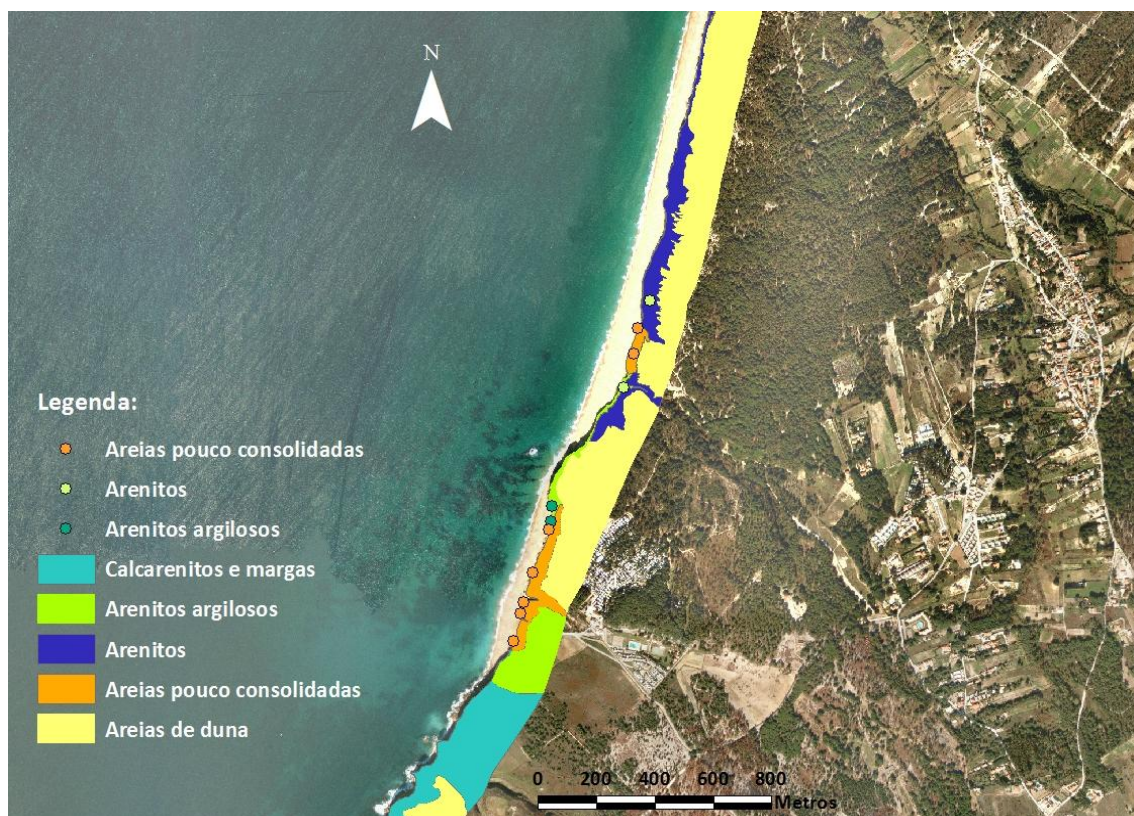 N
Legenda:
Areias pouco consolidadas
Arenitos
Arenitos argilosos
Calcarenitos e margas
Arenitos argilosos
Arenitos
Areias pouco consolidadas
Areias de duna
0 200 400 600 800
Metros